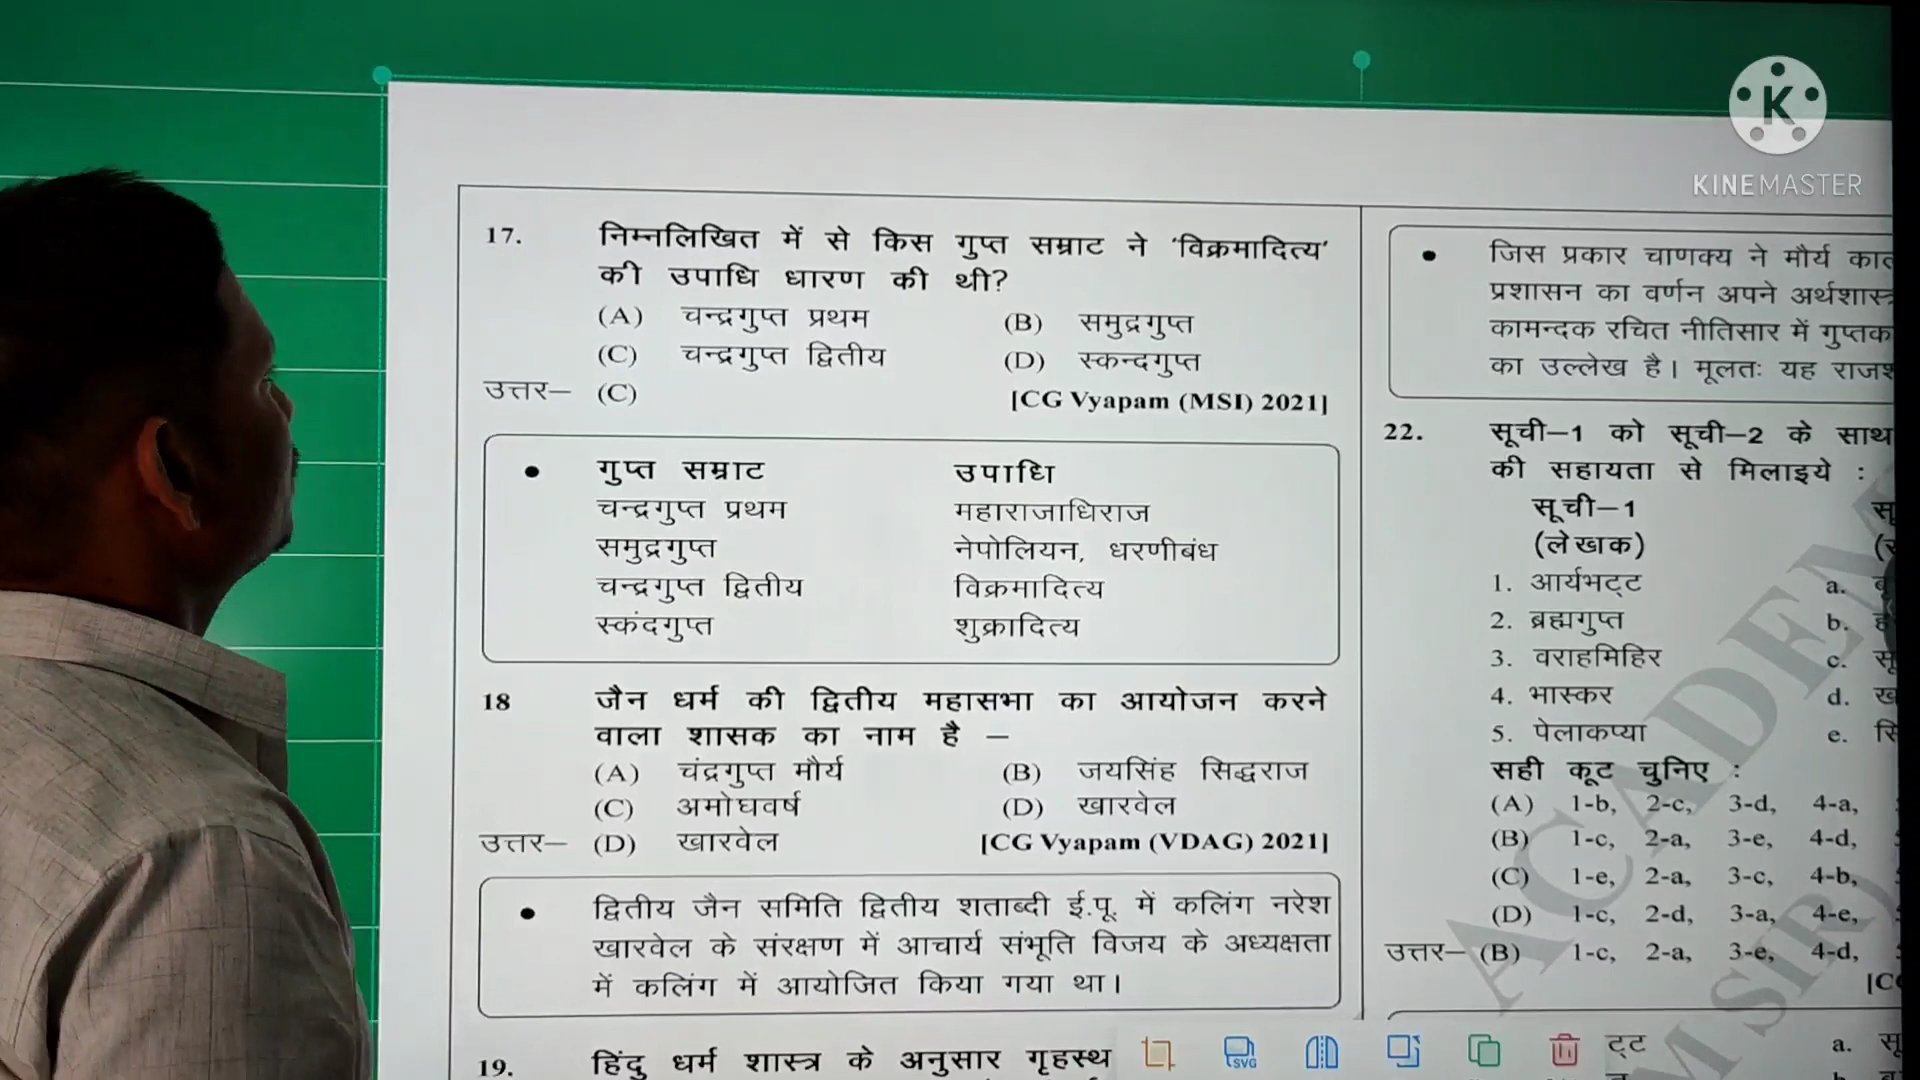 KINEMASTER
17. निम्नलिखित में से किस गुप्त सम्राट ने 'विक्रमादित्य'
की उपाधि धारण की थी?
(A) चन्द्रगुप्त प्रथम (B) समुद्रगुप्त
(C) चन्द्रगुप्त द्वितीय (D) स्कन्दगुप्त
उत्तर– (C) [CG Vyapam (MSI) 2021]
• गुप्त सम्राट उपाधि
चन्द्रगुप्त प्रथम महाराजाधिराज
समुद्रगुप्त नेपोलियन, धरणीबंध
चन्द्रगुप्त द्वितीय विक्रमादित्य
स्कंदगुप्त शुक्रादित्य
18 जैन धर्म की द्वितीय महासभा का आयोजन करने
वाला शासक का नाम है –
(A) चंद्रगुप्त मौर्य (B) जयसिंह सिद्धराज
(C) अमोघवर्ष (D) खारवेल
उत्तर– (D) खारवेल [CG Vyapam (VDAG) 2021]
• द्वितीय जैन समिति द्वितीय शताब्दी ई.पू. में कलिंग नरेश
खारवेल के संरक्षण में आचार्य संभूति विजय के अध्यक्षता
में कलिंग में आयोजित किया गया था।
19. हिंदु धर्म शास्त्र के अनुसार गृहस्थ
• जिस प्रकार चाणक्य ने मौर्य
प्रशासन का वर्णन अपने
कामन्दक रचित नीतिसार में
का उल्लेख है। मूलतः यह
22. सूची–1 को सूची–2 के साथ
की सहायता से मिलाइये :
सूची–1
(लेखाक)
1. आर्यभट्ट a.
2. ब्रह्मगुप्त b.
3. वराहमिहिर c.
4. भास्कर d.
5. पेलाकप्या e.
सही कूट चुनिए :
(A) 1-b, 2-c, 3-d, 4-a,
(B) 1-c, 2-a, 3-e, 4-d,
(C) 1-e, 2-a, 3-c, 4-b,
(D) 1-c, 2-d, 3-a, 4-e,
उत्तर– (B) 1-c, 2-a, 3-e, 4-d,
a.
SVG